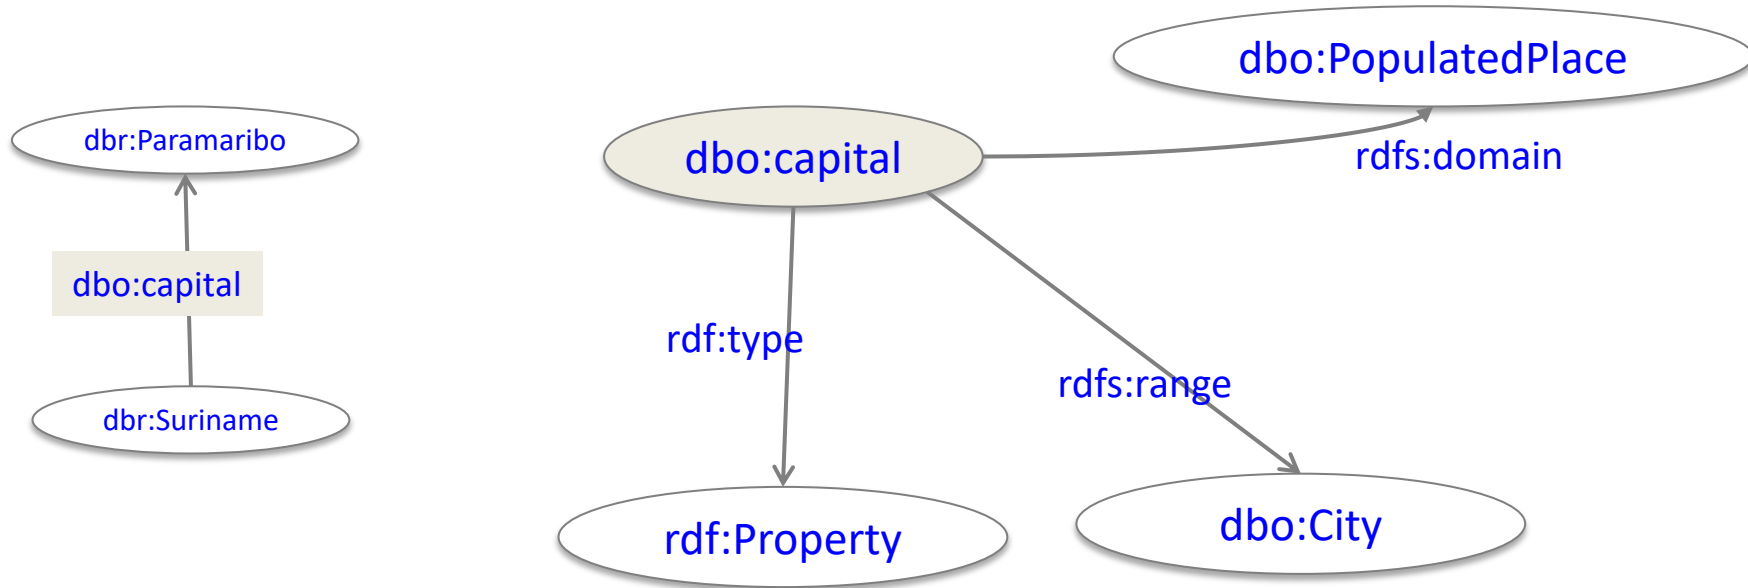 dbr:Paramaribo
dbo:capital
dbr:Suriname
dbo:PopulatedPlace
dbo:capital
rdfs:domain
rdf:type
rdfs:range
rdf:Property
dbo:City